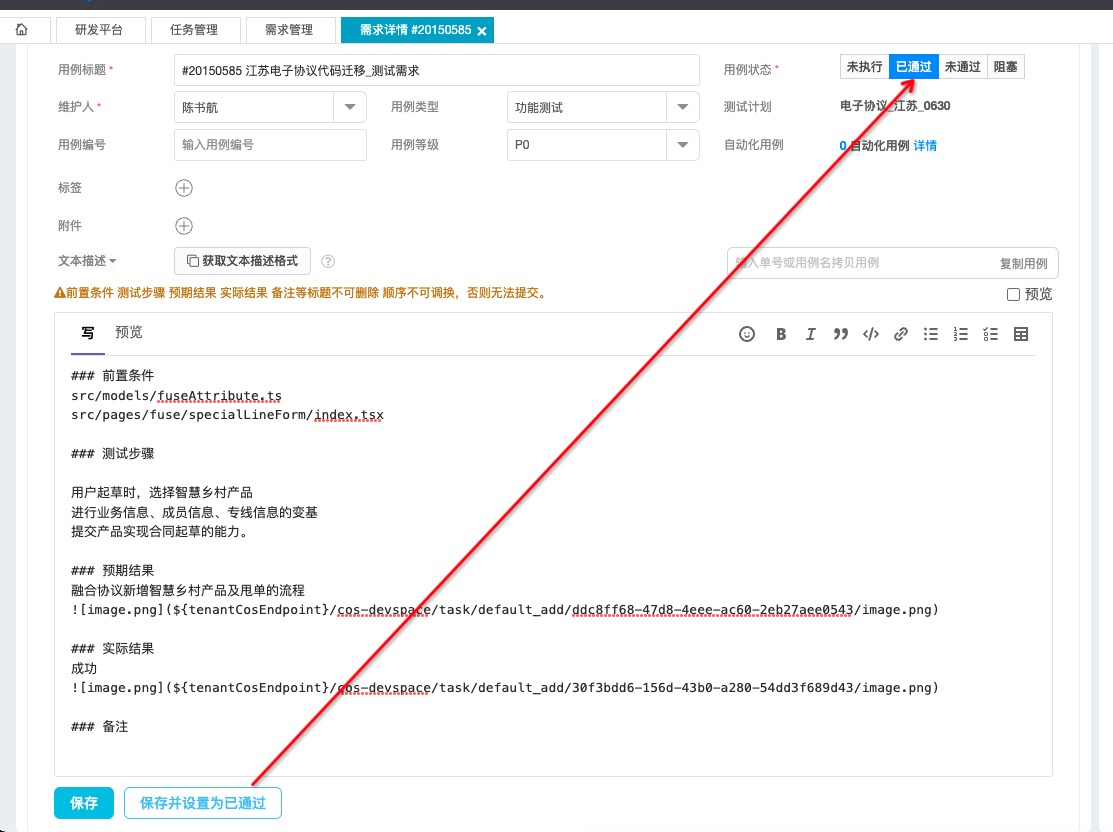 研发平台 任务管理 需求管理 需求详情 #20150585
用例标题* #20150585 江苏电子协议代码迁移_测试需求 用例状态* 未执行 已通过 未通过 阻塞
维护人* 陈书航 用例类型 功能测试 测试计划 电子协议_江苏_0630
用例编号 输入用例编号 用例等级 P0 自动化用例 0 自动化用例 详情
标签
附件
文本描述 获取文本描述格式 输入单号或用例名拷贝用例 复制用例
前置条件 测试步骤 预期结果 实际结果 备注等标题不可删除 顺序不可调换，否则无法提交。 预览
写 预览
### 前置条件
src/models/fuseAttribute.ts
src/pages/fuse/specialLineForm/index.tsx
### 测试步骤
用户起草时，选择智慧乡村产品
进行业务信息、成员信息、专线信息的变基
提交产品实现合同起草的能力。
### 预期结果
融合协议新增智慧乡村产品及甩单的流程
![image.png](${tenantCosEndpoint}/cos-devspace/task/default_add/ddc8ff68-47d8-4eee-ac60-2eb27aee0543/image.png)
### 实际结果
成功
![image.png](${tenantCosEndpoint}/cos-devspace/task/default_add/30f3bdd6-156d-43b0-a280-54dd3f689d43/image.png)
### 备注
保存 保存并设置为已通过